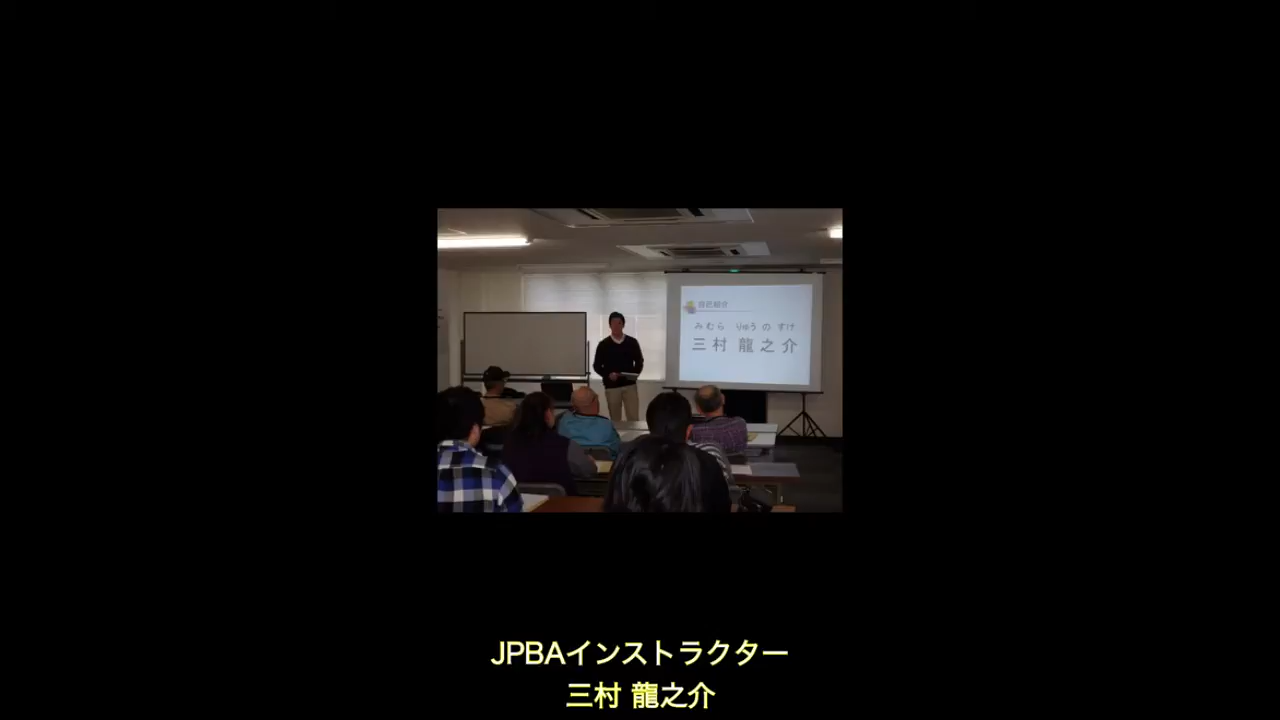 自己紹介
みむら りゅう の すけ
三 村 龍 之 介
JPBAインストラクター
三村 龍之介